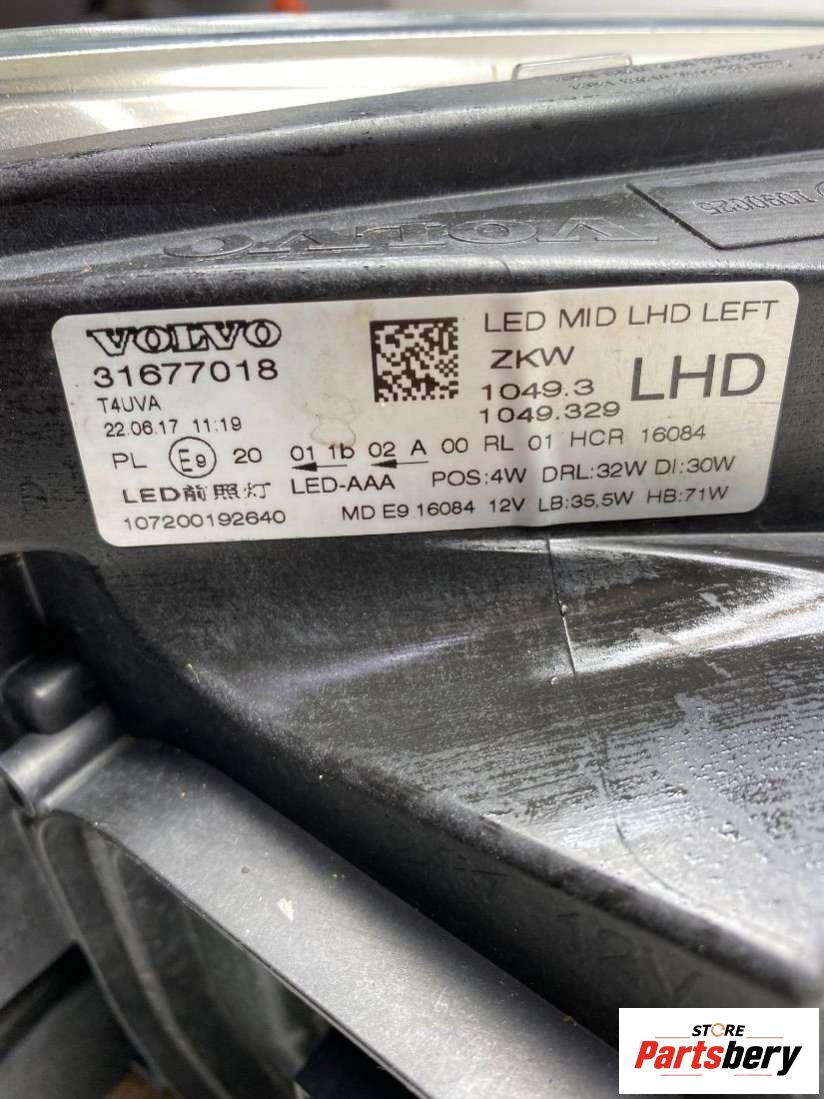 VOLVO
VOLVO
31677018
T4UVA
22.06.17 11:19
LED MID LHD LEFT
ZKW
1049.3
1049.329
LHD
PL E9 20 01 1b 02 A 00 RL 01 HCR 16084
LED前照灯 LED-AAA POS:4W DRL:32W DI:30W
107200192640 MD E9 16084 12V LB:35,5W HB:71W
STORE
Partsbery